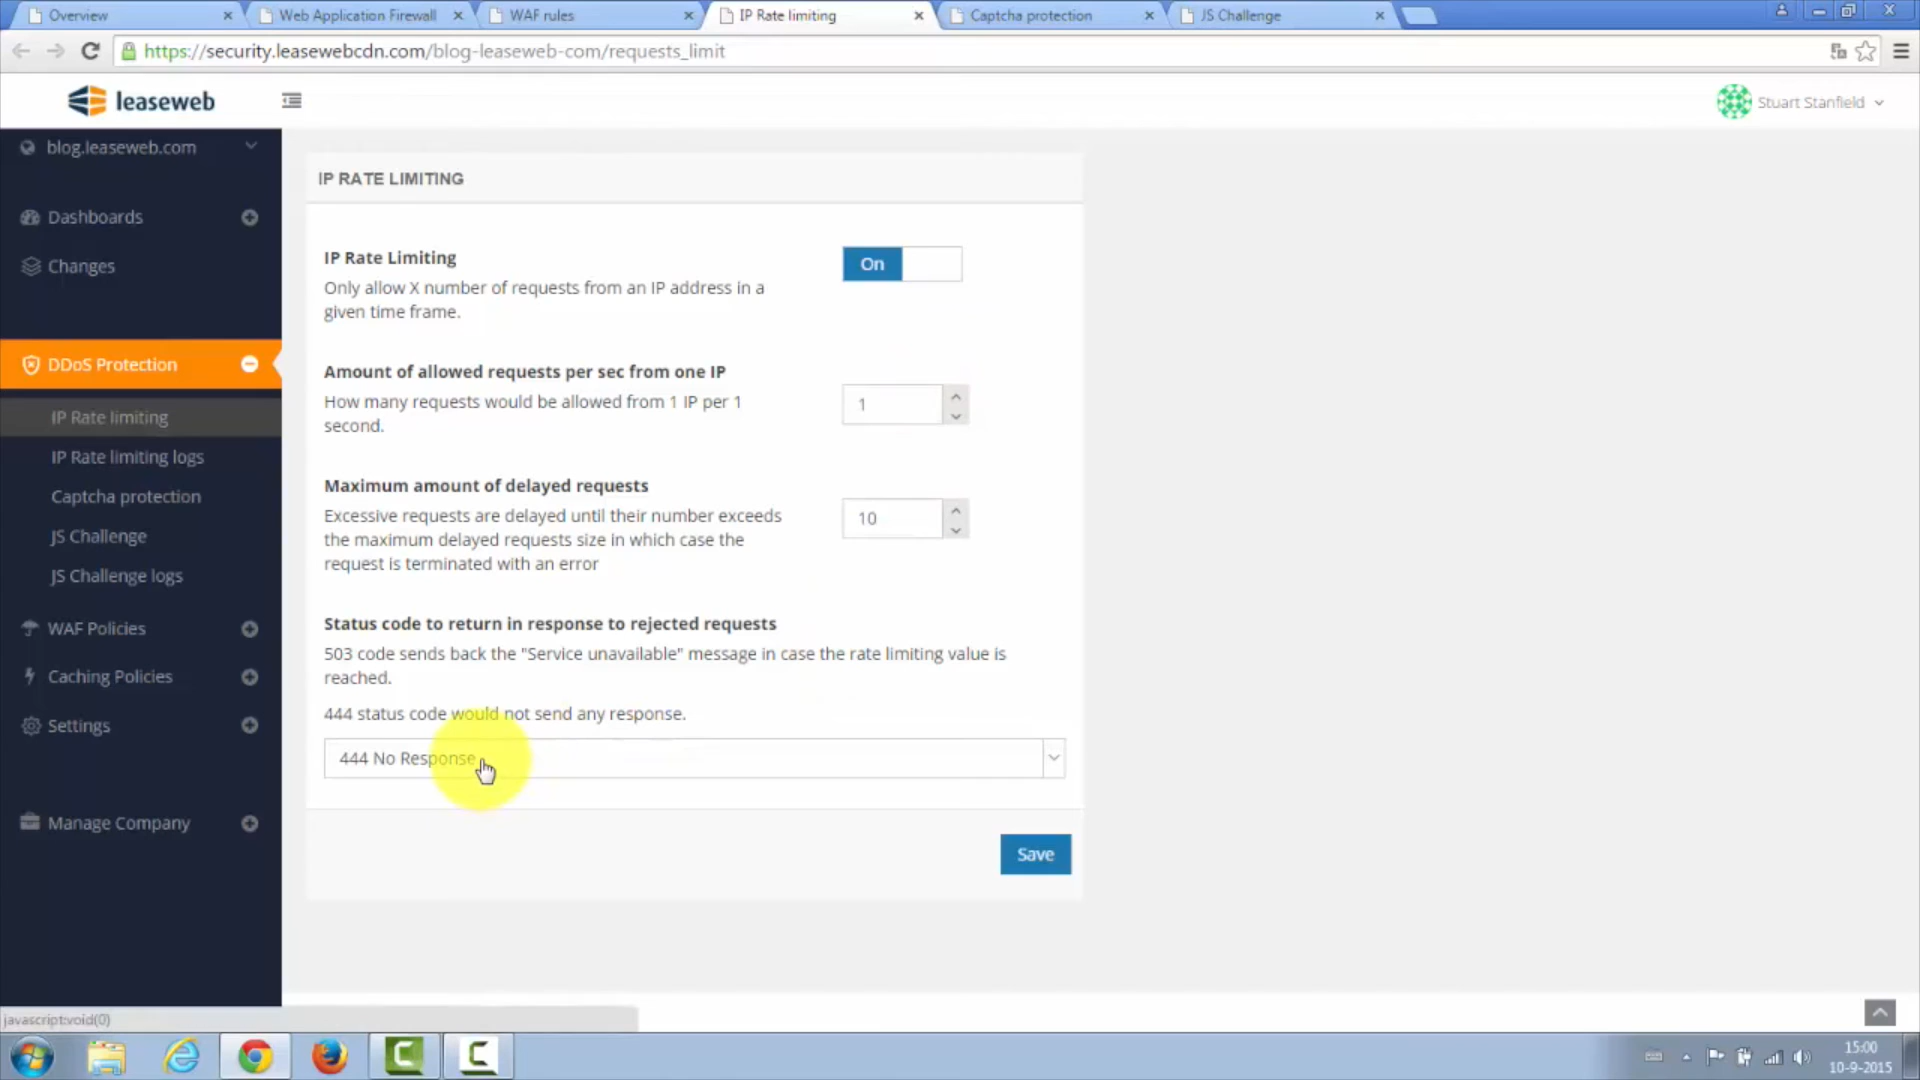 Overview
Web Application Firewall
WAF rules
IP Rate limiting
Captcha protection
JS Challenge
https://security.leasewebcdn.com/blog-leaseweb-com/requests_limit
leaseweb
Stuart Stanfield
blog.leaseweb.com
Dashboards
Changes
DDoS Protection
IP Rate limiting
IP Rate limiting logs
Captcha protection
JS Challenge
JS Challenge logs
WAF Policies
Caching Policies
Settings
Manage Company
IP RATE LIMITING
IP Rate Limiting
Only allow X number of requests from an IP address in a
given time frame.
On
Amount of allowed requests per sec from one IP
How many requests would be allowed from 1 IP per 1
second.
1
Maximum amount of delayed requests
Excessive requests are delayed until their number exceeds
the maximum delayed requests size in which case the
request is terminated with an error
10
Status code to return in response to rejected requests
503 code sends back the "Service unavailable" message in case the rate limiting value is
reached.
444 status code would not send any response.
444 No Response
Save
javascript:void(0)
15:00
10-9-2015